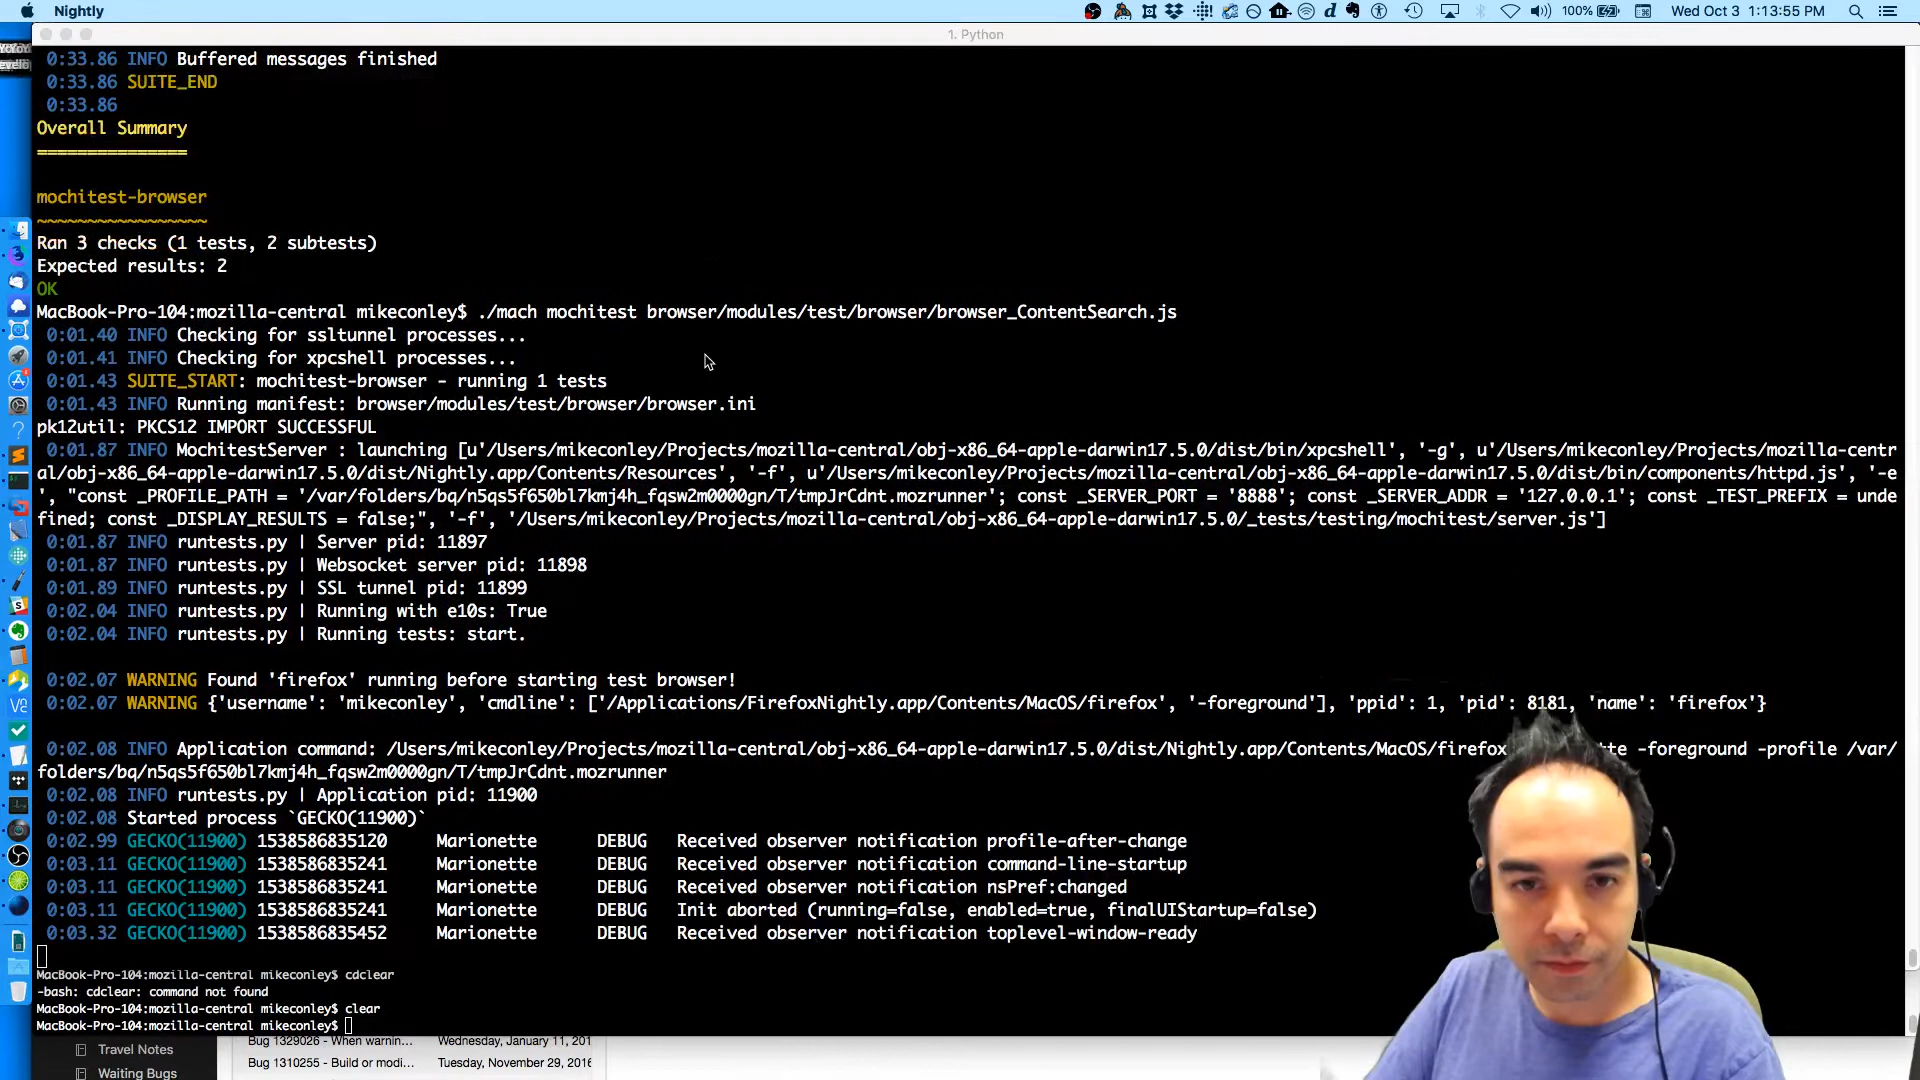 Nightly
100%
Wed Oct 3 1:13:55 PM
1. Python
0:33.86 INFO Buffered messages finished
0:33.86 SUITE_END
0:33.86
Overall Summary
===============
mochitest-browser
~~~~~~~~~~~~~~~~~
Ran 3 checks (1 tests, 2 subtests)
Expected results: 2
OK
MacBook-Pro-104:mozilla-central mikeconley$ ./mach mochitest browser/modules/test/browser/browser_ContentSearch.js
0:01.40 INFO Checking for ssltunnel processes...
0:01.41 INFO Checking for xpcshell processes...
0:01.43 SUITE_START: mochitest-browser - running 1 tests
0:01.43 INFO Running manifest: browser/modules/test/browser/browser.ini
pk12util: PKCS12 IMPORT SUCCESSFUL
0:01.87 INFO MochitestServer : launching [u'/Users/mikeconley/Projects/mozilla-central/obj-x86_64-apple-darwin17.5.0/dist/bin/xpcshell', '-g', u'/Users/mikeconley/Projects/mozilla-centr
al/obj-x86_64-apple-darwin17.5.0/dist/Nightly.app/Contents/Resources', '-f', u'/Users/mikeconley/Projects/mozilla-central/obj-x86_64-apple-darwin17.5.0/dist/bin/components/httpd.js', '-e
', "const _PROFILE_PATH = '/var/folders/bq/n5qs5f650bl7kmj4h_fqsw2m0000gn/T/tmpJrCdnt.mozrunner'; const _SERVER_PORT = '8888'; const _SERVER_ADDR = '127.0.0.1'; const _TEST_PREFIX = unde
fined; const _DISPLAY_RESULTS = false;", '-f', '/Users/mikeconley/Projects/mozilla-central/obj-x86_64-apple-darwin17.5.0/_tests/testing/mochitest/server.js']
0:01.87 INFO runtests.py | Server pid: 11897
0:01.87 INFO runtests.py | Websocket server pid: 11898
0:01.89 INFO runtests.py | SSL tunnel pid: 11899
0:02.04 INFO runtests.py | Running with e10s: True
0:02.04 INFO runtests.py | Running tests: start.
0:02.07 WARNING Found 'firefox' running before starting test browser!
0:02.07 WARNING {'username': 'mikeconley', 'cmdline': ['/Applications/FirefoxNightly.app/Contents/MacOS/firefox', '-foreground'], 'ppid': 1, 'pid': 8181, 'name': 'firefox'}
0:02.08 INFO Application command: /Users/mikeconley/Projects/mozilla-central/obj-x86_64-apple-darwin17.5.0/dist/Nightly.app/Contents/MacOS/firefox -foreground -profile /var/
folders/bq/n5qs5f650bl7kmj4h_fqsw2m0000gn/T/tmpJrCdnt.mozrunner
0:02.08 INFO runtests.py | Application pid: 11900
0:02.08 Started process `GECKO(11900)`
0:02.99 GECKO(11900) 1538586835120 Marionette DEBUG Received observer notification profile-after-change
0:03.11 GECKO(11900) 1538586835241 Marionette DEBUG Received observer notification command-line-startup
0:03.11 GECKO(11900) 1538586835241 Marionette DEBUG Received observer notification nsPref:changed
0:03.11 GECKO(11900) 1538586835241 Marionette DEBUG Init aborted (running=false, enabled=true, finalUIStartup=false)
0:03.32 GECKO(11900) 1538586835452 Marionette DEBUG Received observer notification toplevel-window-ready
MacBook-Pro-104:mozilla-central mikeconley$ cdclear
-bash: cdclear: command not found
MacBook-Pro-104:mozilla-central mikeconley$ clear
MacBook-Pro-104:mozilla-central mikeconley$
Travel Notes
Waiting Bugs
Bug 1329026 - When warnin... Wednesday, January 11, 201
Bug 1310255 - Build or modi... Tuesday, November 29, 2016